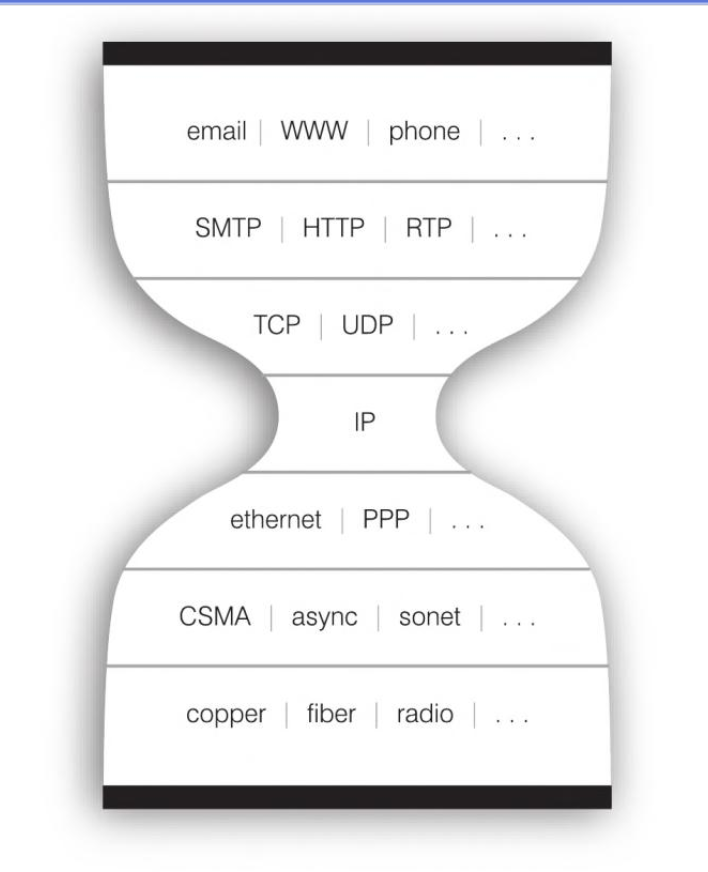 email | WWW | phone | . . .
SMTP | HTTP | RTP | . . .
TCP | UDP | . . .
IP
ethernet | PPP | . . .
CSMA | async | sonet | . . .
copper | fiber | radio | . . .